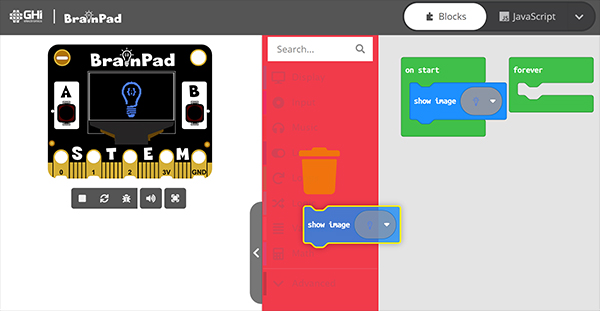 GHi
BrainPad
Blocks
JavaScript
BrainPad
A
B
S T E M
0 1 2 3V GND
Search...
on start
show image
forever
show image